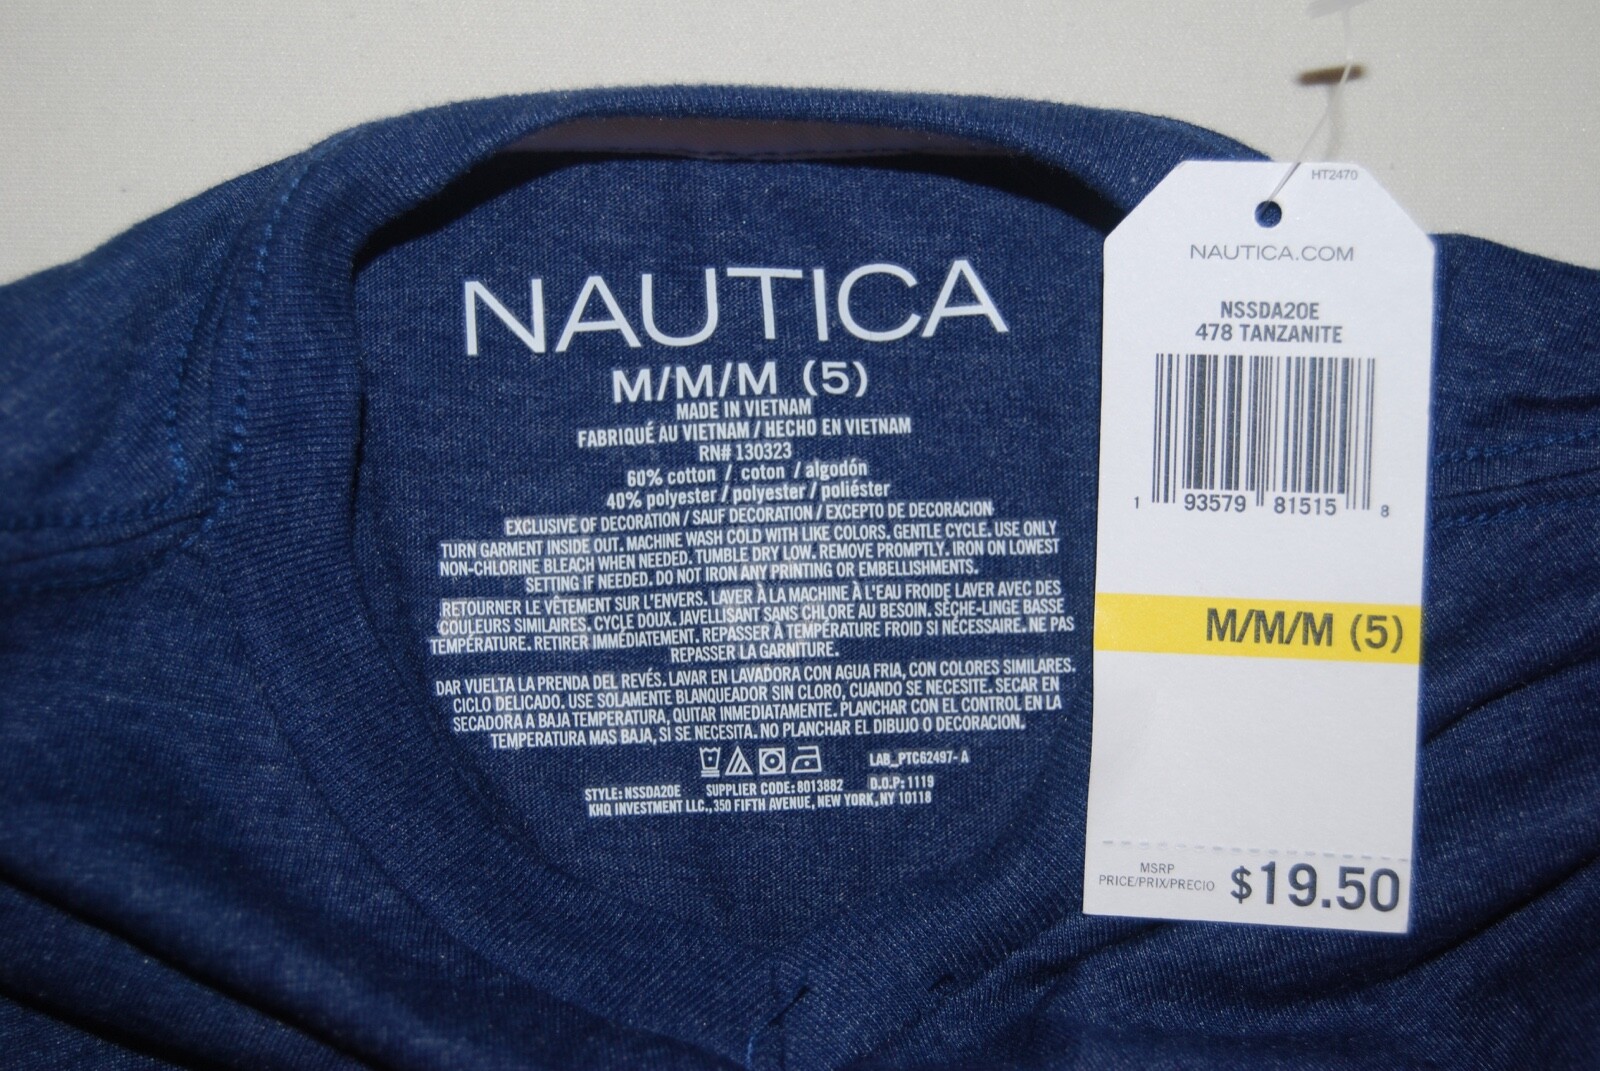 NAUTICA
M/M/M (5)
MADE IN VIETNAM
FABRIQUÉ AU VIETNAM / HECHO EN VIETNAM
RN# 130323
60% cotton / coton / algodón
40% polyester / polyester / poliéster
EXCLUSIVE OF DECORATION / SAUF DECORATION / EXCEPTO DE DECORACION
TURN GARMENT INSIDE OUT. MACHINE WASH COLD WITH LIKE COLORS. GENTLE CYCLE. USE ONLY
NON-CHLORINE BLEACH WHEN NEEDED. TUMBLE DRY LOW. REMOVE PROMPTLY. IRON ON LOWEST
SETTING IF NEEDED. DO NOT IRON ANY PRINTING OR EMBELLISHMENTS.
RETOURNER LE VÊTEMENT SUR L'ENVERS. LAVER À LA MACHINE À L'EAU FROIDE LAVER AVEC DES
COULEURS SIMILAIRES. CYCLE DOUX. JAVELLISANT SANS CHLORE AU BESOIN. SÈCHE-LINGE BASSE
TEMPÉRATURE. RETIRER IMMÉDIATEMENT. REPASSER À TEMPÉRATURE FROID SI NÉCESSAIRE. NE PAS
REPASSER LA GARNITURE.
DAR VUELTA LA PRENDA DEL REVÉS. LAVAR EN LAVADORA CON AGUA FRIA, CON COLORES SIMILARES.
CICLO DELICADO. USE SOLAMENTE BLANQUEADOR SIN CLORO, CUANDO SE NECESITE. SECAR EN
SECADORA A BAJA TEMPERATURA, QUITAR INMEDIATAMENTE. PLANCHAR CON EL CONTROL EN LA
TEMPERATURA MAS BAJA, SI SE NECESITA. NO PLANCHAR EL DIBUJO O DECORACION.
LAB_PTC62497- A
STYLE: NSSDA20E SUPPLIER CODE: 8013882 D.O.P: 1119
KHQ INVESTMENT LLC., 350 FIFTH AVENUE, NEW YORK, NY 10118
HT2470
NAUTICA.COM
NSSDA20E
478 TANZANITE
1 93579 81515 8
M/M/M (5)
MSRP
PRICE/PRIX/PRECIO $19.50